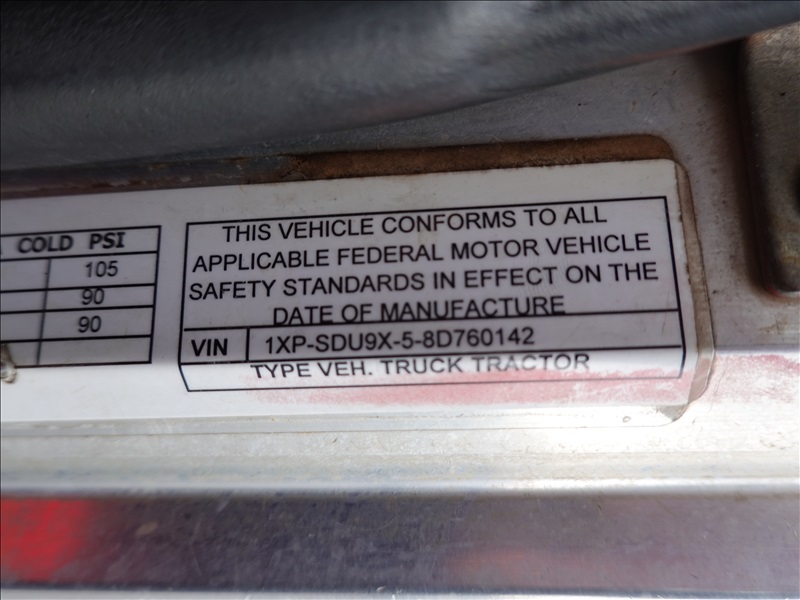 COLD PSI
105
90
90
THIS VEHICLE CONFORMS TO ALL
APPLICABLE FEDERAL MOTOR VEHICLE
SAFETY STANDARDS IN EFFECT ON THE
DATE OF MANUFACTURE
VIN 1XP-SDU9X-5-8D760142
TYPE VEH. TRUCK TRACTOR